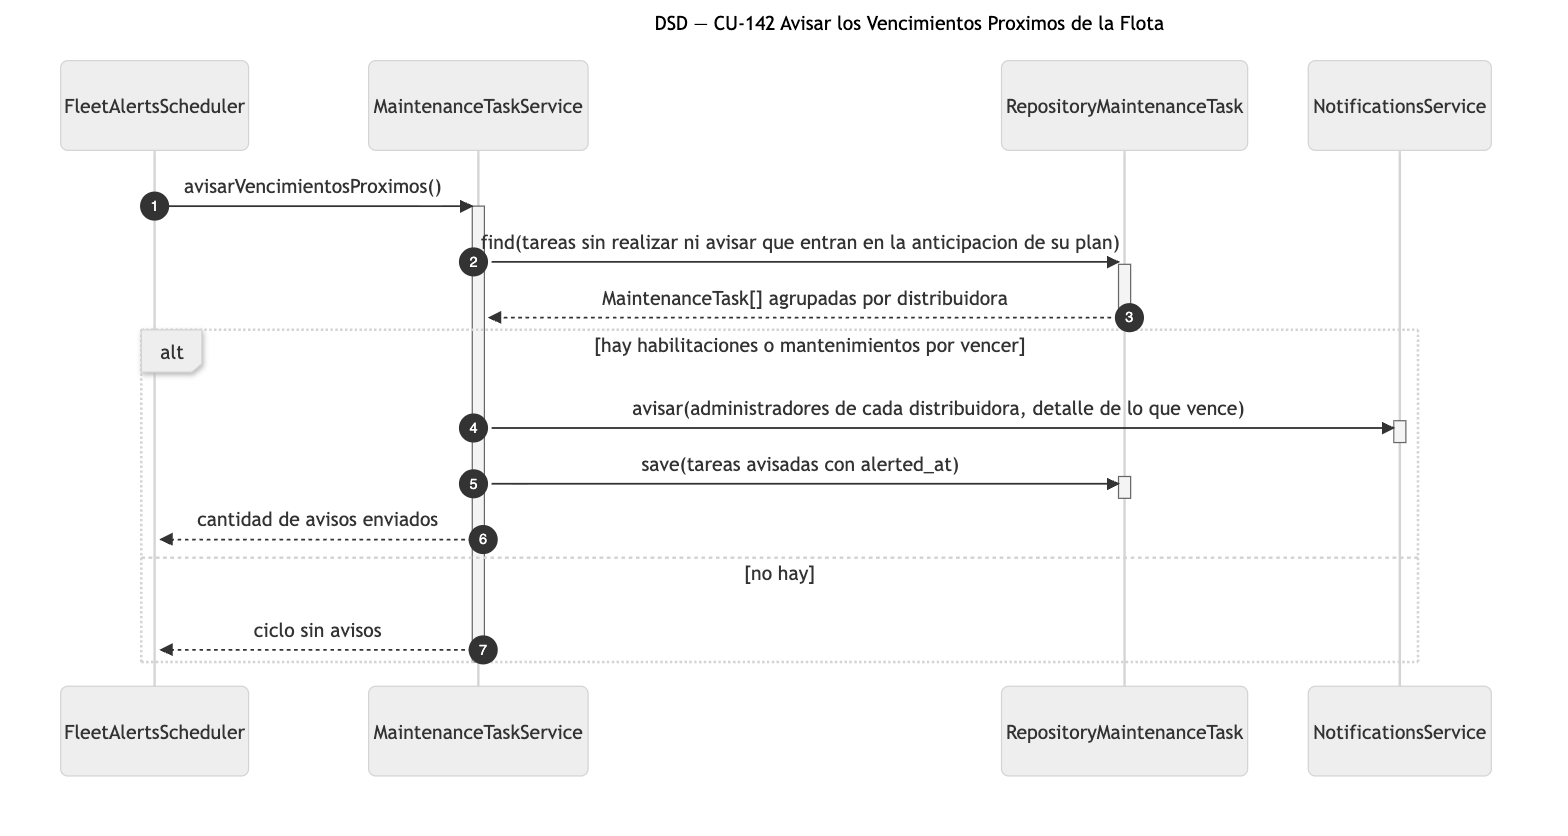 DSD — CU-142 Avisar los Vencimientos Proximos de la Flota
FleetAlertsScheduler
MaintenanceTaskService
RepositoryMaintenanceTask
NotificationsService
avisarVencimientosProximos()
1
find(tareas sin realizar ni avisar que entran en la anticipacion de su plan)
2
MaintenanceTask[] agrupadas por distribuidora
3
alt
[hay habilitaciones o mantenimientos por vencer]
avisar(administradores de cada distribuidora, detalle de lo que vence)
4
save(tareas avisadas con alerted_at)
5
cantidad de avisos enviados
6
[no hay]
ciclo sin avisos
7
FleetAlertsScheduler
MaintenanceTaskService
RepositoryMaintenanceTask
NotificationsService